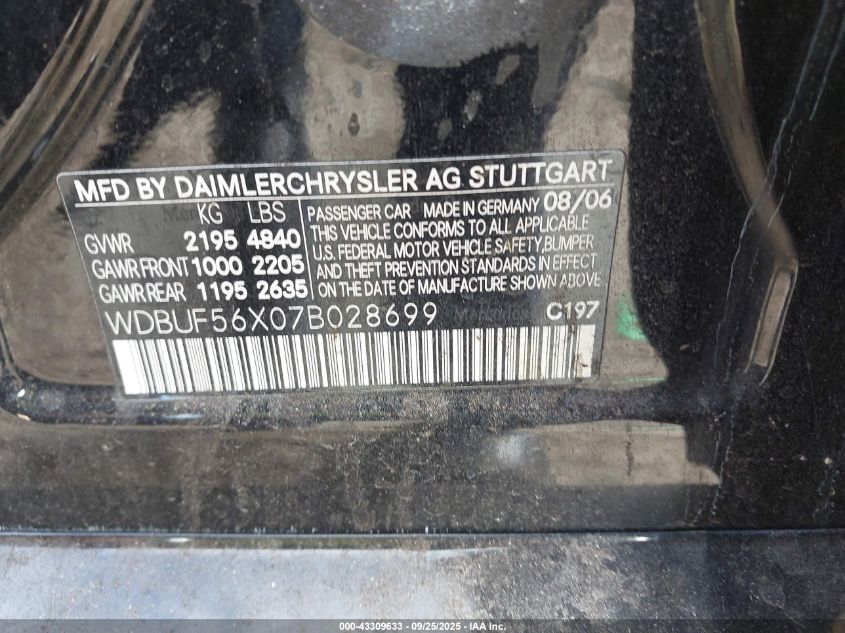 MFD BY DAIMLERCHRYSLER AG STUTTGART
KG LBS
GVWR 2195 4840
GAWR FRONT 1000 2205
GAWR REAR 1195 2635
PASSENGER CAR MADE IN GERMANY 08/06
THIS VEHICLE CONFORMS TO ALL APPLICABLE
U.S. FEDERAL MOTOR VEHICLE SAFETY, BUMPER
AND THEFT PREVENTION STANDARDS IN EFFECT
ON THE DATE OF MANUFACTURE SHOWN ABOVE
WDBUF56X07B028699 C197
000-43309633 - 09/25/2025 - IAA Inc.